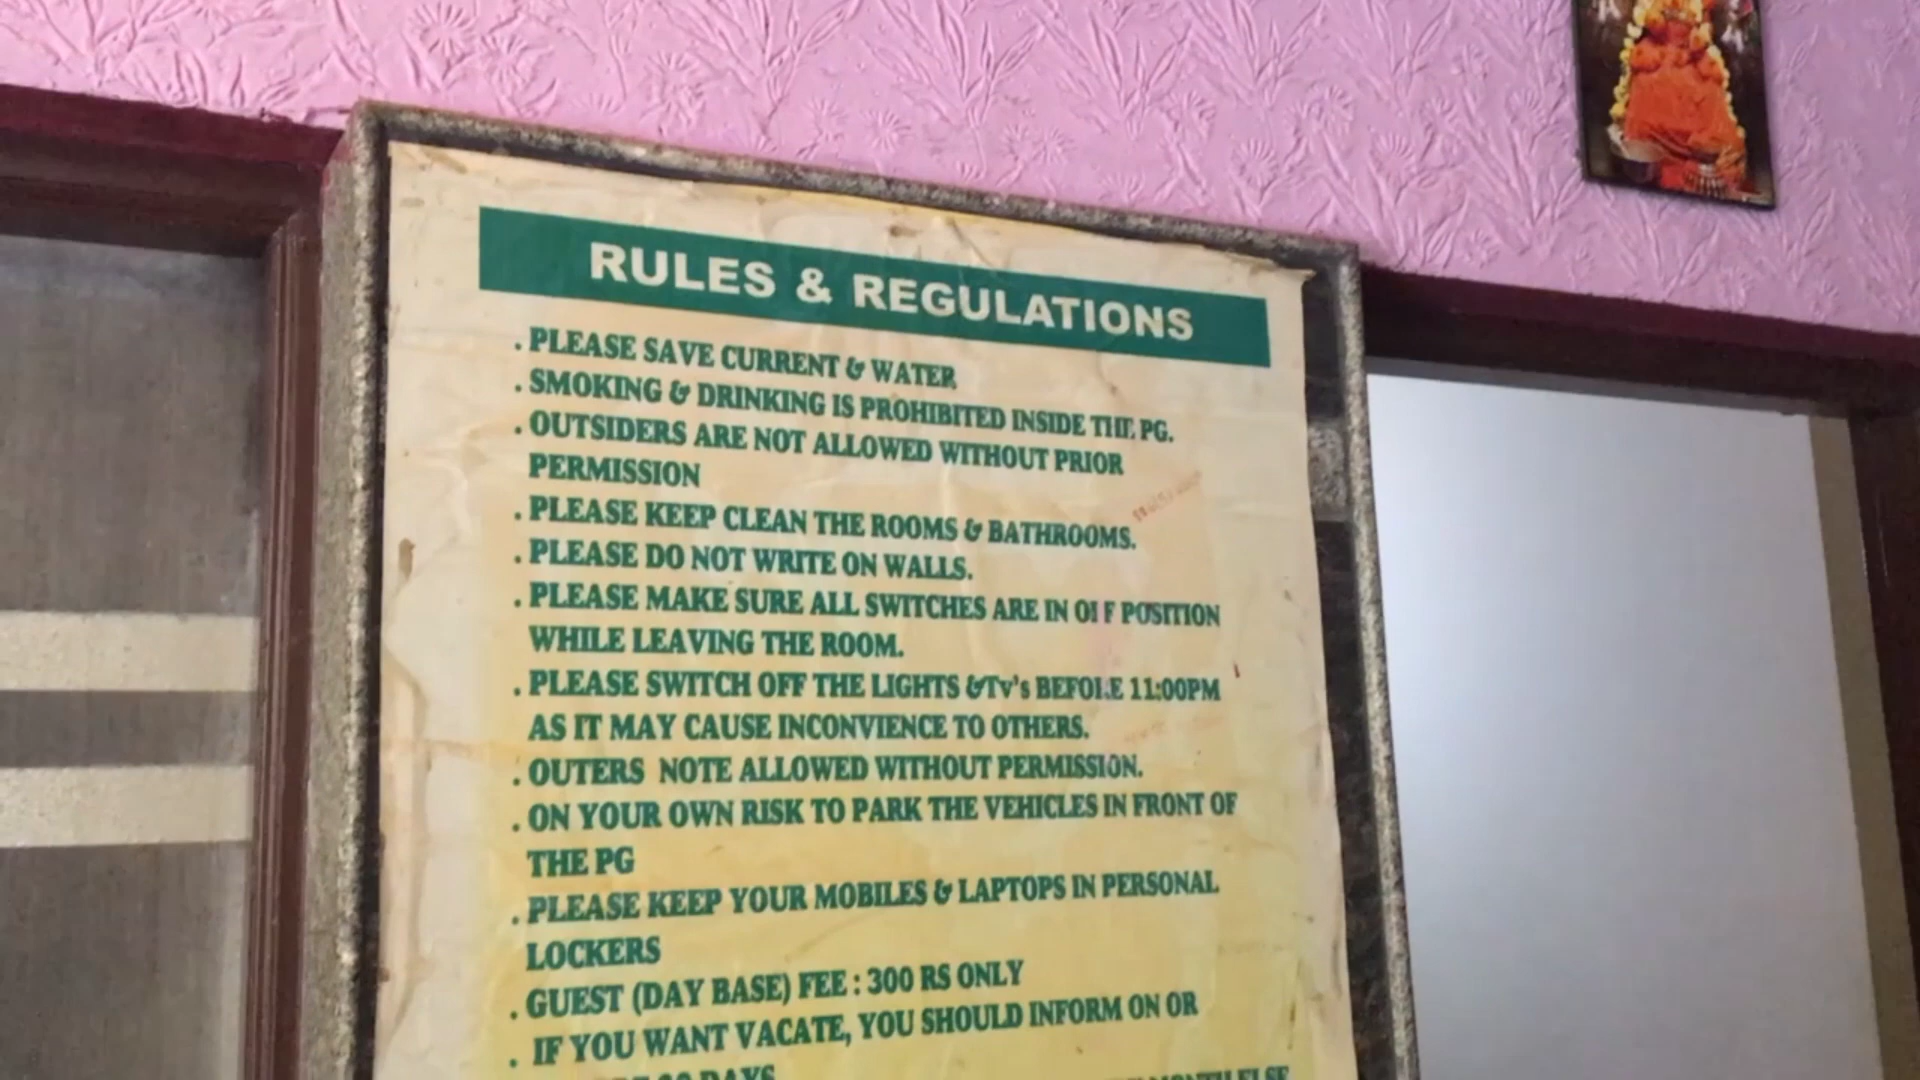 RULES & REGULATIONS
. PLEASE SAVE CURRENT & WATER
. SMOKING & DRINKING IS PROHIBITED INSIDE THE PG.
. OUTSIDERS ARE NOT ALLOWED WITHOUT PRIOR
PERMISSION
. PLEASE KEEP CLEAN THE ROOMS & BATHROOMS.
. PLEASE DO NOT WRITE ON WALLS.
. PLEASE MAKE SURE ALL SWITCHES ARE IN OFF POSITION
WHILE LEAVING THE ROOM.
. PLEASE SWITCH OFF THE LIGHTS &Tv's BEFORE 11:00PM
AS IT MAY CAUSE INCONVIENCE TO OTHERS.
. OUTERS NOTE ALLOWED WITHOUT PERMISSION.
. ON YOUR OWN RISK TO PARK THE VEHICLES IN FRONT OF
THE PG
. PLEASE KEEP YOUR MOBILES & LAPTOPS IN PERSONAL
LOCKERS
. GUEST (DAY BASE) FEE : 300 RS ONLY
. IF YOU WANT VACATE, YOU SHOULD INFORM ON OR
DAYS ELSE